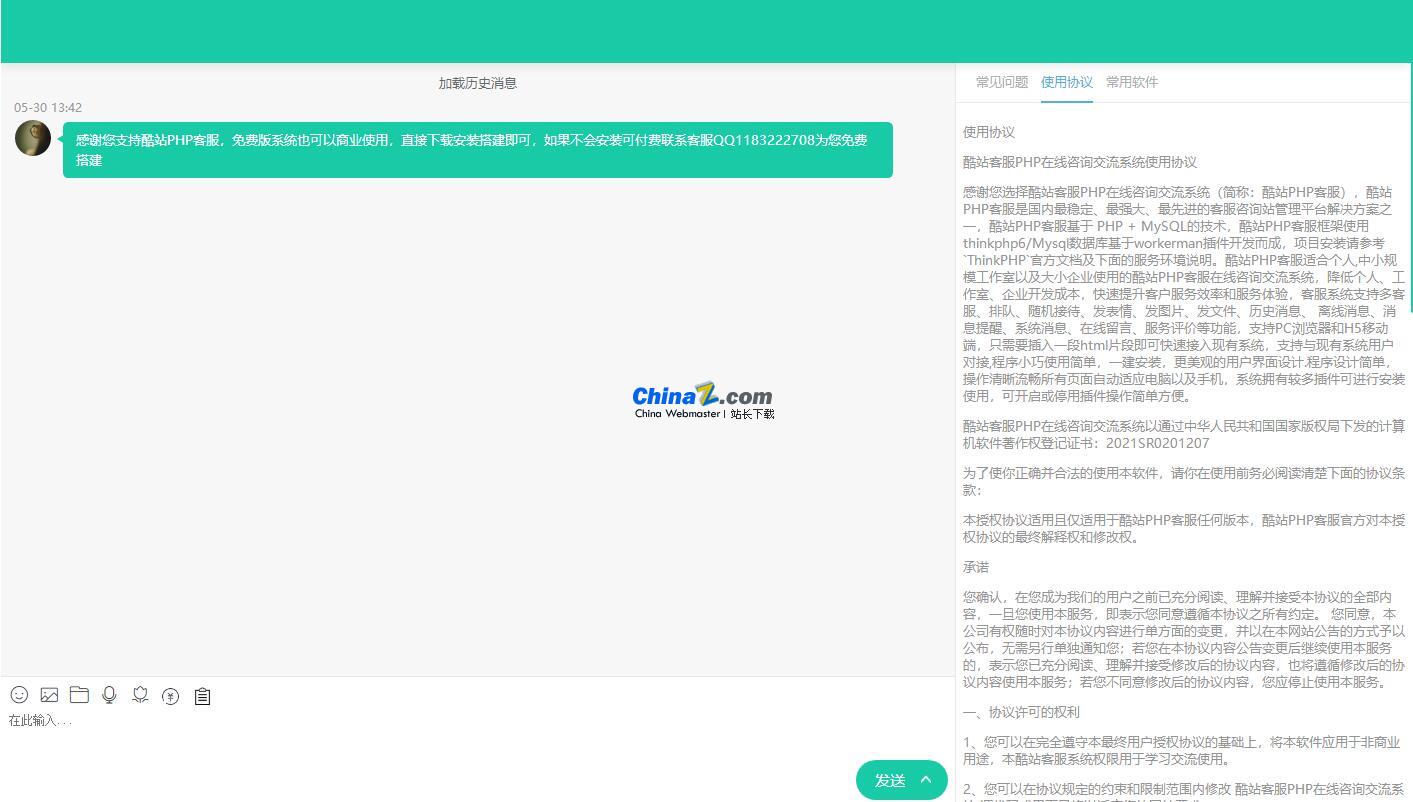 加载历史消息
05-30 13:42
感谢您支持酷站PHP客服，免费版系统也可以商业使用，直接下载安装搭建即可，如果不会安装可付费联系客服QQ1183222708为您免费
搭建
ChinaZ.com
China Webmaster | 站长下载
在此输入...
发送
常见问题 使用协议 常用软件
使用协议
酷站客服PHP在线咨询交流系统使用协议
感谢您选择酷站客服PHP在线咨询交流系统（简称：酷站PHP客服），酷站
PHP客服是国内最稳定、最强大、最先进的客服咨询站管理平台解决方案之
一，酷站PHP客服基于 PHP + MySQL的技术，酷站PHP客服框架使用
thinkphp6/Mysql数据库基于workerman插件开发而成，项目安装请参考
`ThinkPHP`官方文档及下面的服务环境说明。酷站PHP客服适合个人,中小规
模工作室以及大小企业使用的酷站PHP客服在线咨询交流系统，降低个人、工
作室、企业开发成本，快速提升客户服务效率和服务体验，客服系统支持多客
服、排队、随机接待、发表情、发图片、发文件、历史消息、 离线消息、消
息提醒、系统消息、在线留言、服务评价等功能，支持PC浏览器和H5移动
端，只需要插入一段html片段即可快速接入现有系统，支持与现有系统用户
对接,程序小巧使用简单，一建安装，更美观的用户界面设计.程序设计简单，
操作清晰流畅所有页面自动适应电脑以及手机，系统拥有较多插件可进行安装
使用，可开启或停用插件操作简单方便。
酷站客服PHP在线咨询交流系统以通过中华人民共和国国家版权局下发的计算
机软件著作权登记证书：2021SR0201207
为了使你正确并合法的使用本软件，请你在使用前务必阅读清楚下面的协议条
款：
本授权协议适用且仅适用于酷站PHP客服任何版本，酷站PHP客服官方对本授
权协议的最终解释权和修改权。
承诺
您确认，在您成为我们的用户之前已充分阅读、理解并接受本协议的全部内
容，一旦您使用本服务，即表示您同意遵循本协议之所有约定。 您同意，本
公司有权随时对本协议内容进行单方面的变更，并以在本网站公告的方式予以
公布，无需另行单独通知您；若您在本协议内容公告变更后继续使用本服务
的，表示您已充分阅读、理解并接受修改后的协议内容，也将遵循修改后的协
议内容使用本服务；若您不同意修改后的协议内容，您应停止使用本服务。
一、协议许可的权利
1、您可以在完全遵守本最终用户授权协议的基础上，将本软件应用于非商业
用途，本酷站客服系统权限用于学习交流使用。
2、您可以在协议规定的约束和限制范围内修改 酷站客服PHP在线咨询交流系